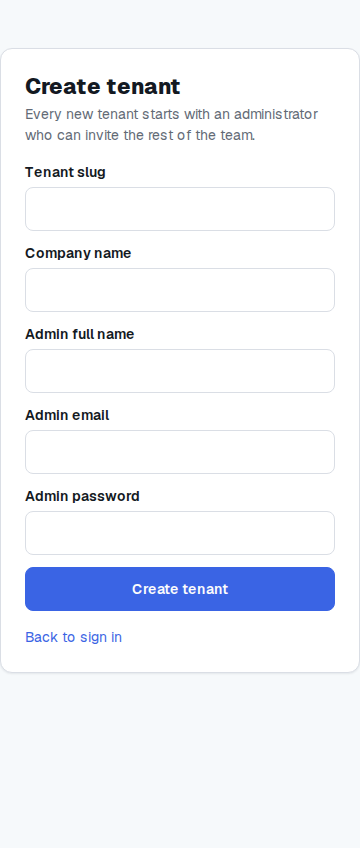 Create tenant
Every new tenant starts with an administrator
who can invite the rest of the team.
Tenant slug
Company name
Admin full name
Admin email
Admin password
Create tenant
Back to sign in